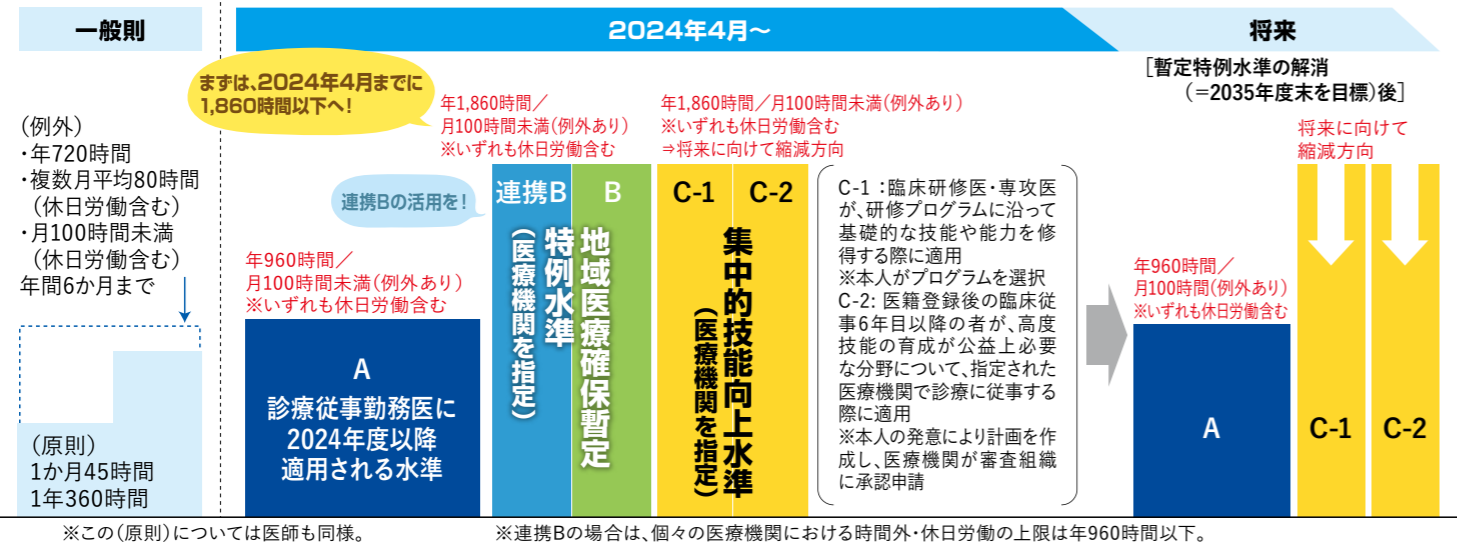 一般則
2024年4月~
将来
[暫定特例水準の解消
(=2035年度末を目標)後]
まずは、2024年4月までに
1,860時間以下へ!
(例外)
・年720時間
・複数月平均80時間
(休日労働含む)
・月100時間未満
(休日労働含む)
年間6か月まで
(原則)
1か月45時間
1年360時間
年960時間/
月100時間未満(例外あり)
※いずれも休日労働含む
A
診療従事勤務医に
2024年度以降
適用される水準
年1,860時間/
月100時間未満(例外あり)
※いずれも休日労働含む
連携Bの活用を!
連携B
B
地域医療確保暫定
特例水準
(医療機関を指定)
年1,860時間/月100時間未満(例外あり)
※いずれも休日労働含む
⇒将来に向けて縮減方向
C-1
C-2
集中的技能向上水準
(医療機関を指定)
C-1:臨床研修医・専攻医
が、研修プログラムに沿って
基礎的な技能や能力を修
得する際に適用
※本人がプログラムを選択
C-2:医籍登録後の臨床従
事6年目以降の者が、高度
技能の育成が公益上必要
な分野について、指定された
医療機関で診療に従事する
際に適用
※本人の発意により計画を作
成し、医療機関が審査組織
に承認申請
年960時間/
月100時間(例外あり)
※いずれも休日労働含む
A
将来に向けて
縮減方向
C-1
C-2
※この(原則)については医師も同様。
※連携Bの場合は、個々の医療機関における時間外・休日労働の上限は年960時間以下。